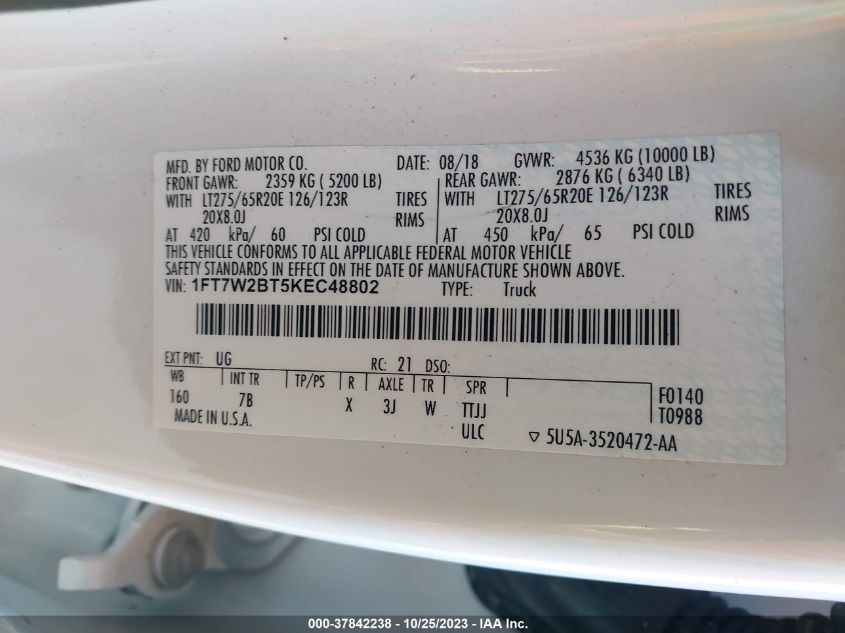 MFD. BY FORD MOTOR CO. DATE: 08/18 GVWR: 4536 KG (10000 LB)
FRONT GAWR: 2359 KG ( 5200 LB) REAR GAWR: 2876 KG ( 6340 LB)
WITH LT275/65R20E 126/123R TIRES WITH LT275/65R20E 126/123R TIRES
20X8.0J RIMS 20X8.0J RIMS
AT 420 kPa/ 60 PSI COLD AT 450 kPa/ 65 PSI COLD
THIS VEHICLE CONFORMS TO ALL APPLICABLE FEDERAL MOTOR VEHICLE
SAFETY STANDARDS IN EFFECT ON THE DATE OF MANUFACTURE SHOWN ABOVE.
VIN: 1FT7W2BT5KEC48802 TYPE: Truck
EXT PNT: UG RC: 21 DSO:
WB INT TR TP/PS R AXLE TR SPR F0140
160 7B X 3J W TTJJ T0988
MADE IN U.S.A. ULC ▽ 5U5A-3520472-AA
000-37842238 - 10/25/2023 - IAA Inc.